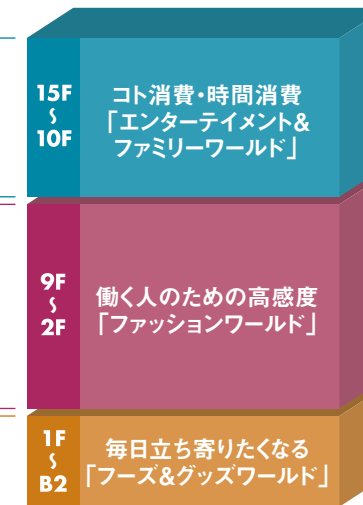 15F
〜
10F
コト消費・時間消費
「エンターテイメント&
ファミリーワールド」
9F
〜
2F
働く人のための高感度
「ファッションワールド」
1F
〜
B2
毎日立ち寄りたくなる
「フーズ&グッズワールド」